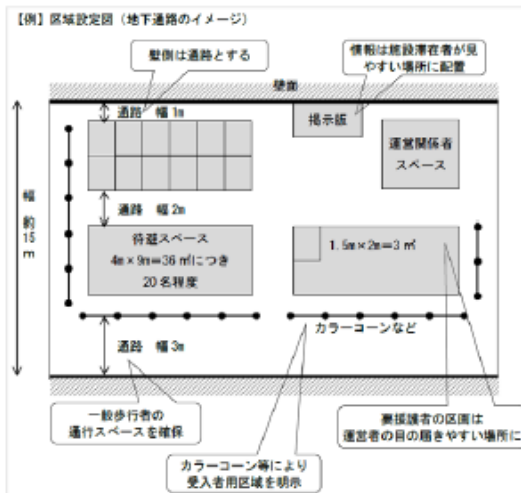 【例】区域設定図（地下通路のイメージ）
壁側は通路とする
情報は施設滞在者が見
やすい場所に配置
壁面
通路 幅1m
掲示版
運営関係者
スペース
幅 約15m
通路 幅2m
待避スペース
4m×9m=36㎡につき
20名程度
1.5m×2m=3㎡
カラーコーンなど
通路 幅3m
一般歩行者の
通行スペースを確保
要援護者の区画は
運営者の目の届きやすい場所に
カラーコーン等により
受入者用区域を明示